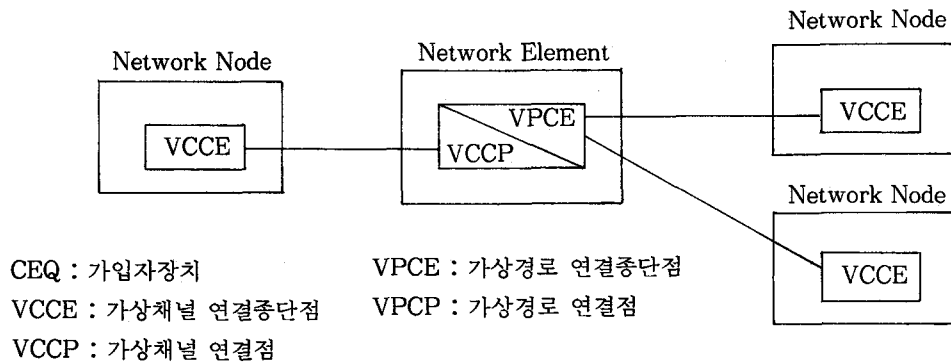 Network Node
Network Element
Network Node
VCCE
VPCE
VCCP
VCCE
Network Node
VCCE
CEQ : 가입자장치
VCCE : 가상채널 연결종단점
VCCP : 가상채널 연결점
VPCE : 가상경로 연결종단점
VPCP : 가상경로 연결점